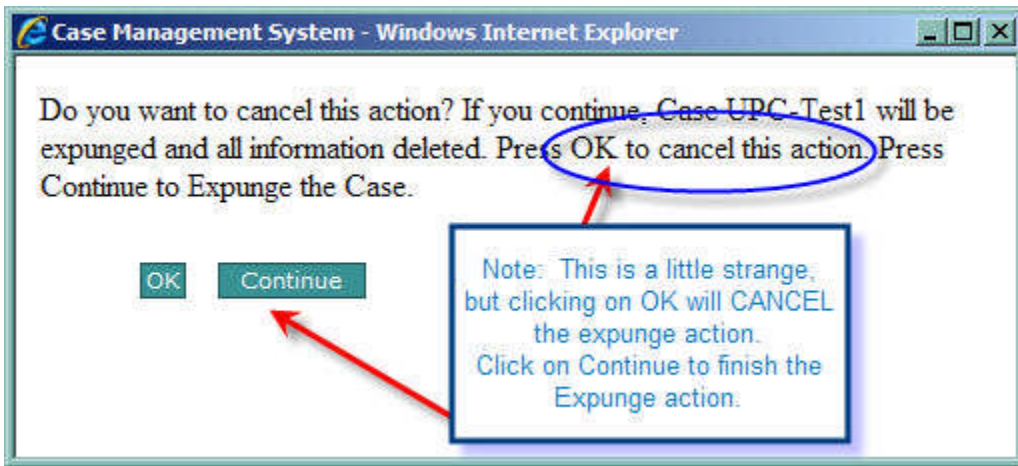 Case Management System - Windows Internet Explorer
Do you want to cancel this action? If you continue, Case UPC-Test1 will be
expunged and all information deleted. Press OK to cancel this action. Press
Continue to Expunge the Case.
OK Continue
Note: This is a little strange,
but clicking on OK will CANCEL
the expunge action.
Click on Continue to finish the
Expunge action.